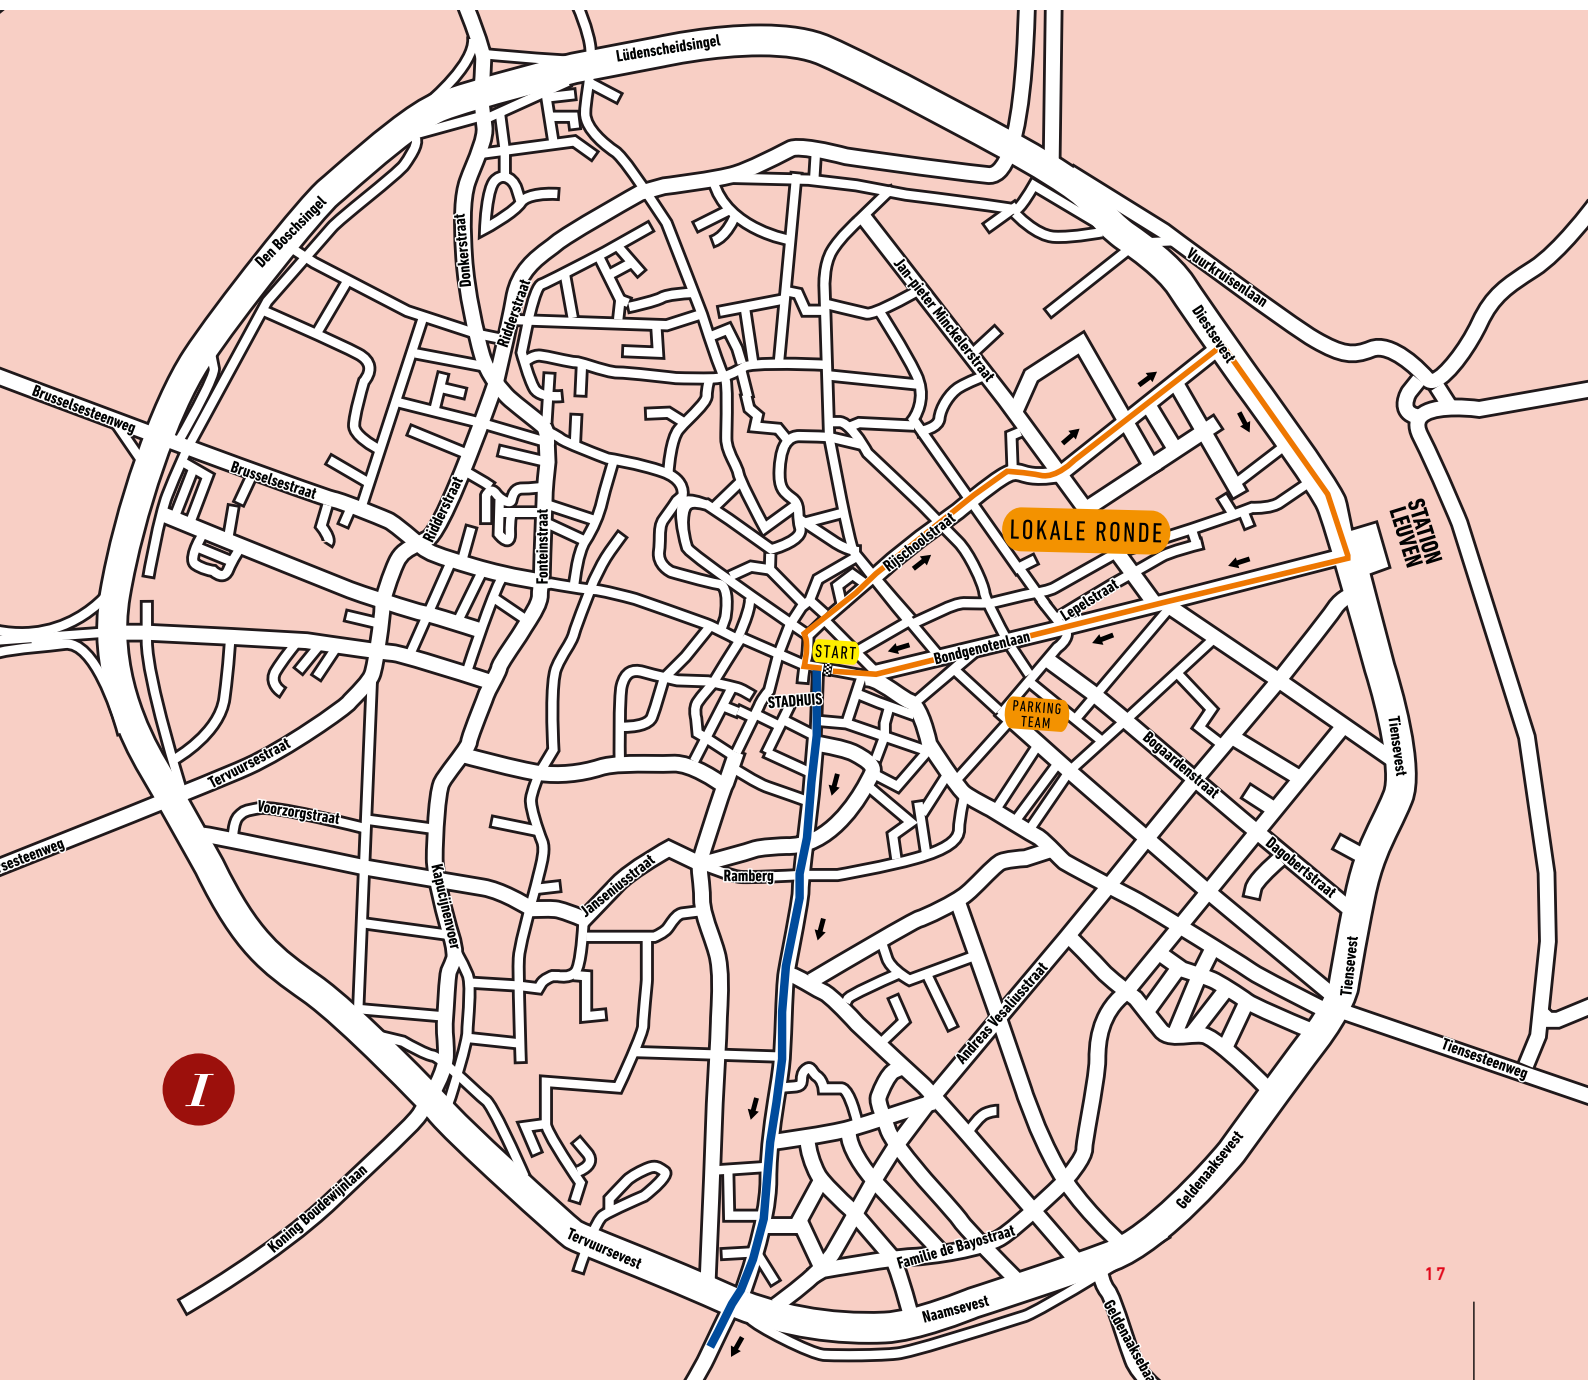 Lüdenscheidsingel
Den Boschsingel
Donkerstraat
Ridderstraat
Jan-pieter Minckelerstraat
Vuurkruisenlaan
Diestsevest
Brusselsesteenweg
Brusselsestraat
Ridderstraat
Fonteinstraat
Rijschoolstraat
LOKALE RONDE
STATION
LEUVEN
Lepelstraat
START
Bondgenotenlaan
STADHUIS
PARKING
TEAM
Tervuursestraat
Bogaardenstraat
Tiensevest
Voorzorgstraat
sesteenweg
Kapucijnenvoer
Janseniusstraat
Ramberg
Dagobertstraat
Tiensevest
Andreas Vesaliusstraat
Tiensesteenweg
I
Koning Boudewijnlaan
Tervuursevest
Familie de Bayostraat
Geldenaaksevest
Naamsevest
Geldenaaksebaa
17